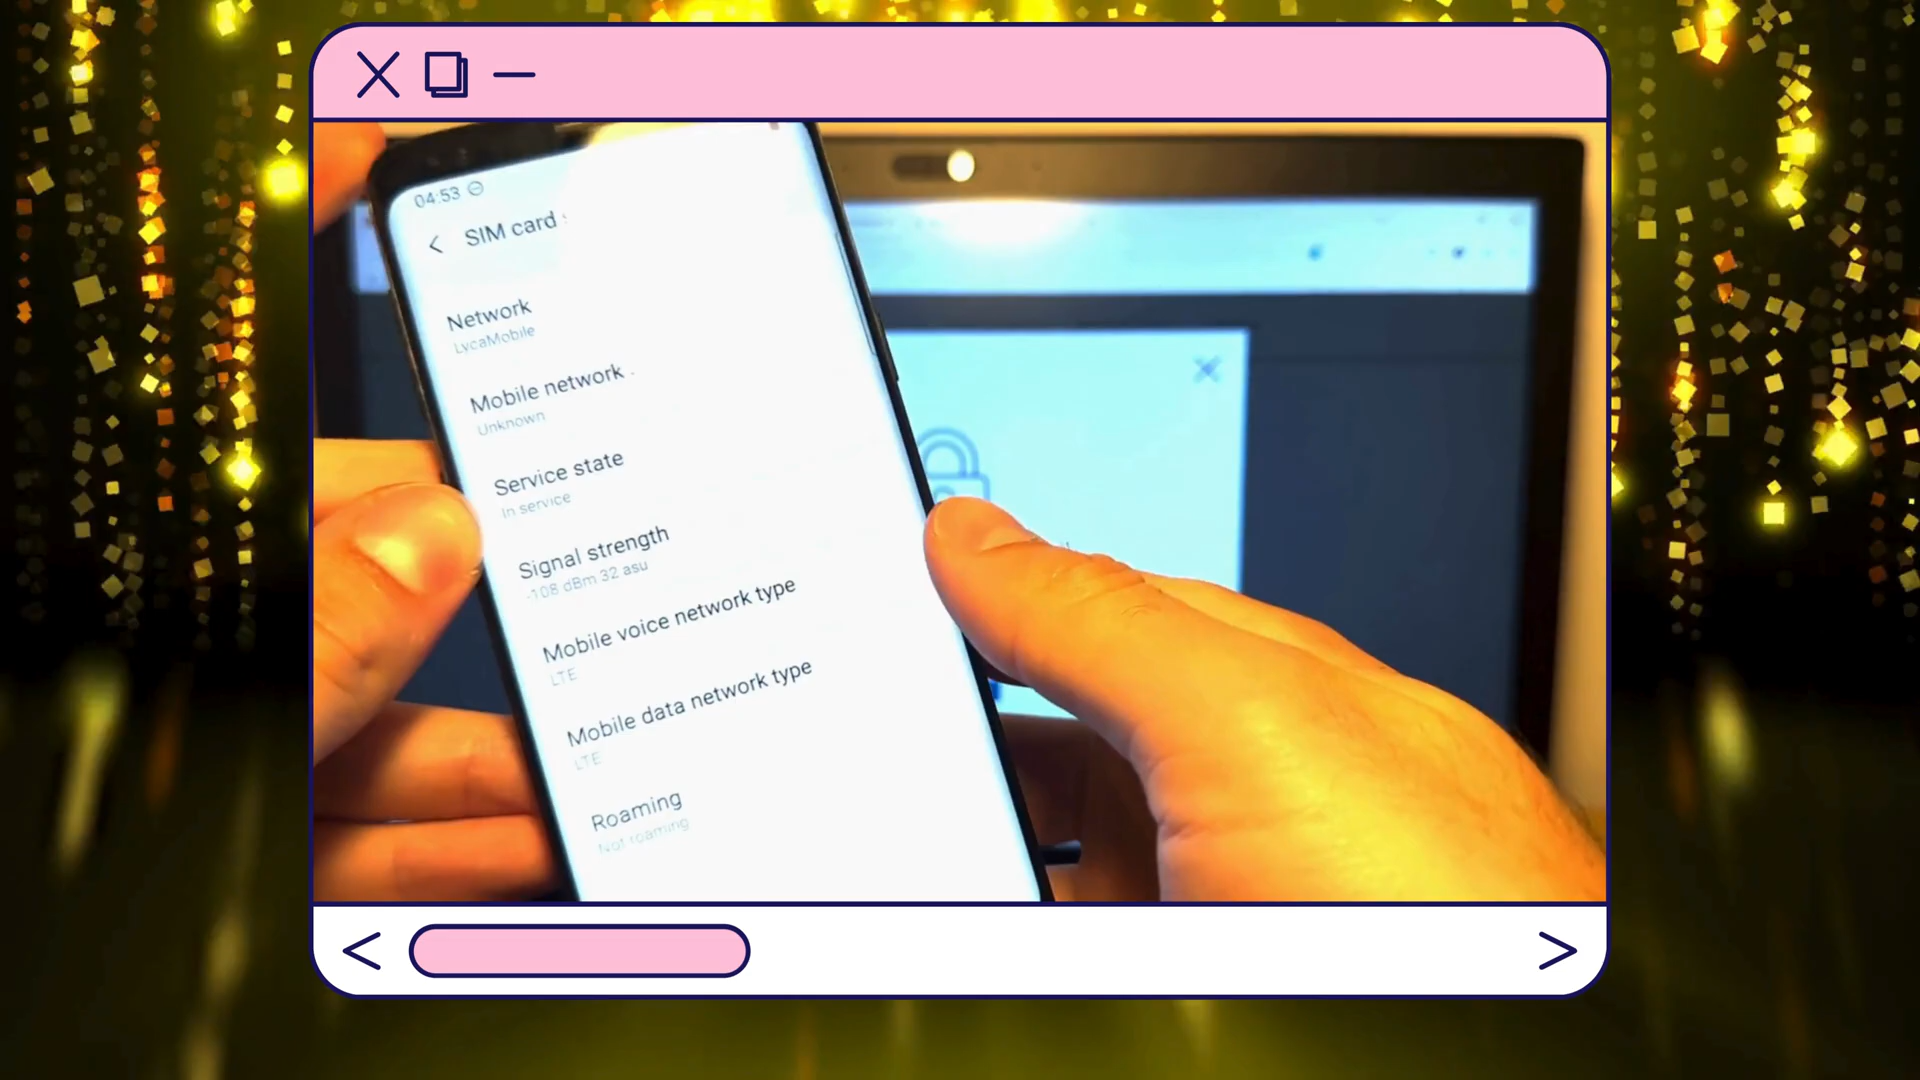 04:53
SIM card
Network
LycaMobile
Mobile network
Unknown
Service state
In service
Signal strength
-108 dBm 32 asu
Mobile voice network type
LTE
Mobile data network type
LTE
Roaming
Not roaming